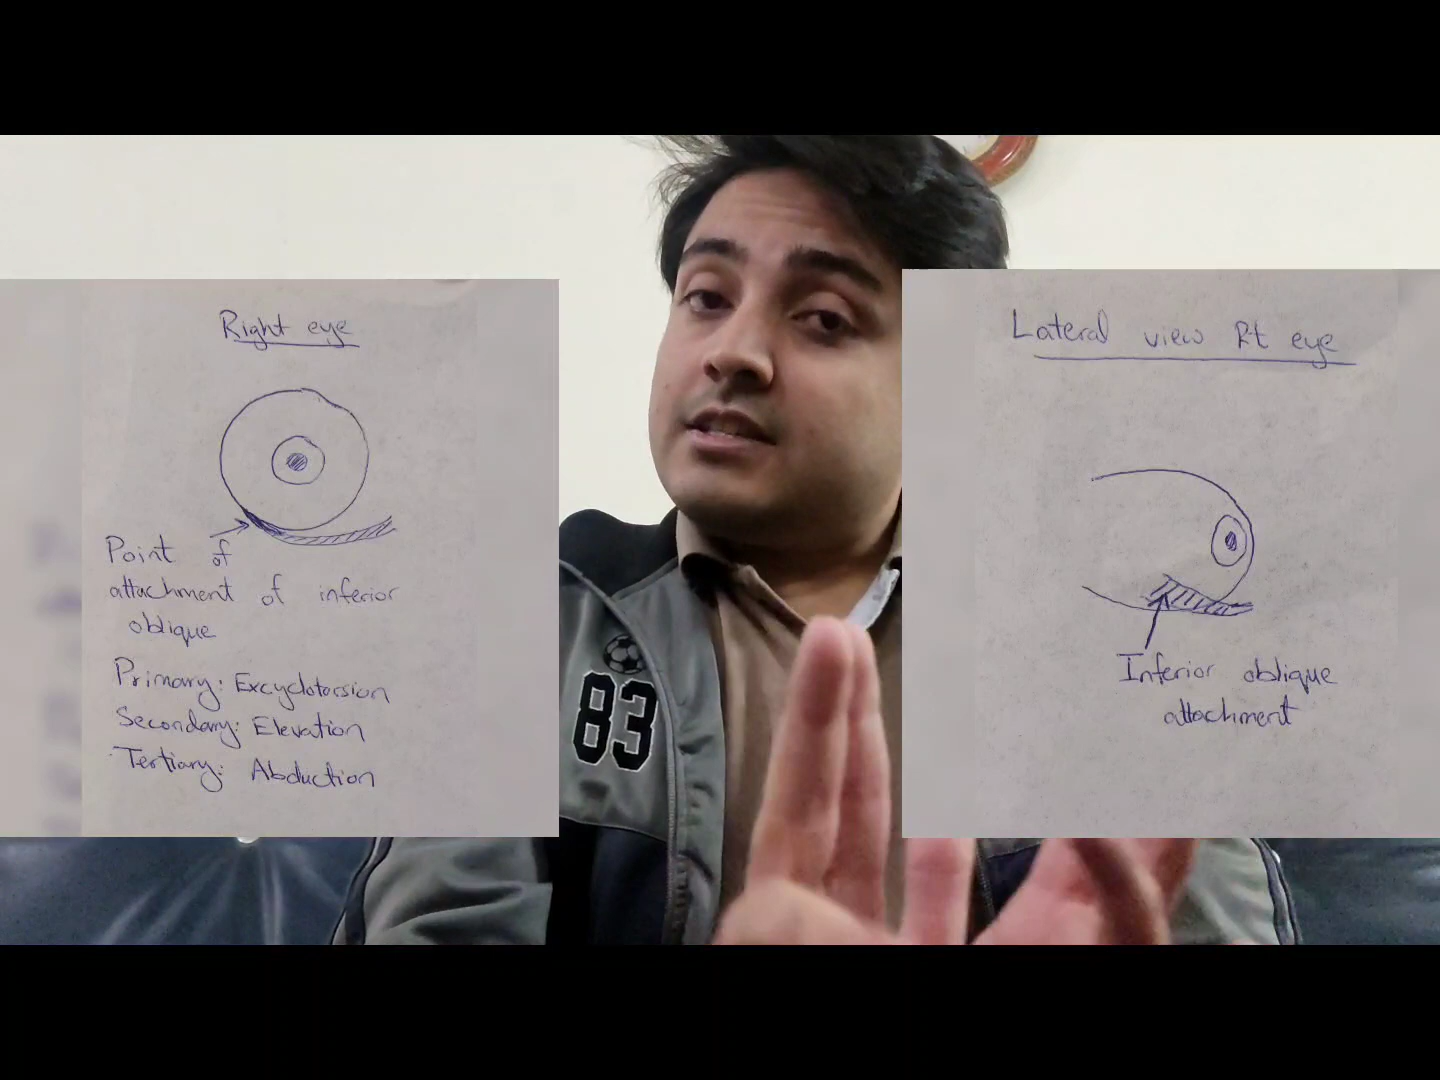 Right eye
Point of
attachment of inferior
oblique
Primary: Excyclotorsion
Secondary: Elevation
Tertiary: Abduction
83
Lateral view Rt eye
Inferior oblique
attachment